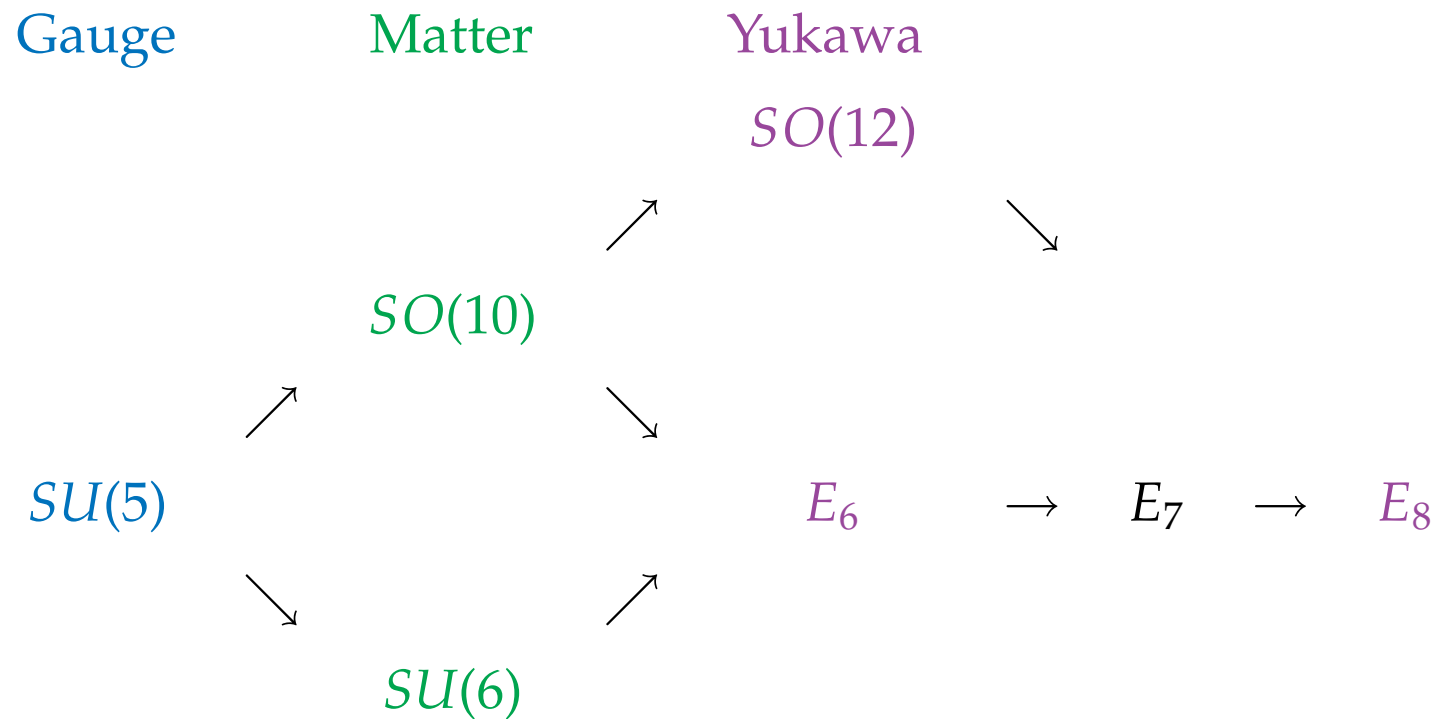 Gauge Matter Yukawa
SO(12)
SO(10)
SU(5) E₆ → E₇ → E₈
SU(6)